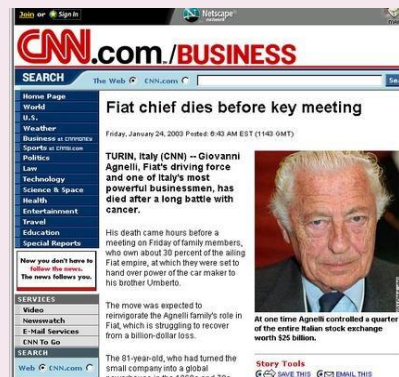 Join or Sign In
Netscape
CNN.com./BUSINESS
SEARCH
The Web CNN.com
Home Page
World
U.S.
Weather
Business at CNNMONEY
Sports at CNNSI.COM
Politics
Law
Technology
Science & Space
Health
Entertainment
Travel
Education
Special Reports
Now you don't have to
follow the news.
The news follows you.
SERVICES
Video
Newswatch
E-Mail Services
CNN To Go
SEARCH
Web CNN.com
Fiat chief dies before key meeting
Friday, January 24, 2003 Posted: 6:43 AM EST (1143 GMT)
TURIN, Italy (CNN) -- Giovanni
Agnelli, Fiat's driving force
and one of Italy's most
powerful businessmen, has
died after a long battle with
cancer.
His death came hours before a
meeting on Friday of family members,
who own about 30 percent of the ailing
Fiat empire, at which they were set to
hand over power of the car maker to
his brother Umberto.
The move was expected to
reinvigorate the Agnelli family's role in
Fiat, which is struggling to recover
from a billion-dollar loss.
The 81-year-old, who had turned the
small company into a global
At one time Agnelli controlled a quarter
of the entire Italian stock exchange
worth $25 billion.
Story Tools
SAVE THIS EMAIL THIS